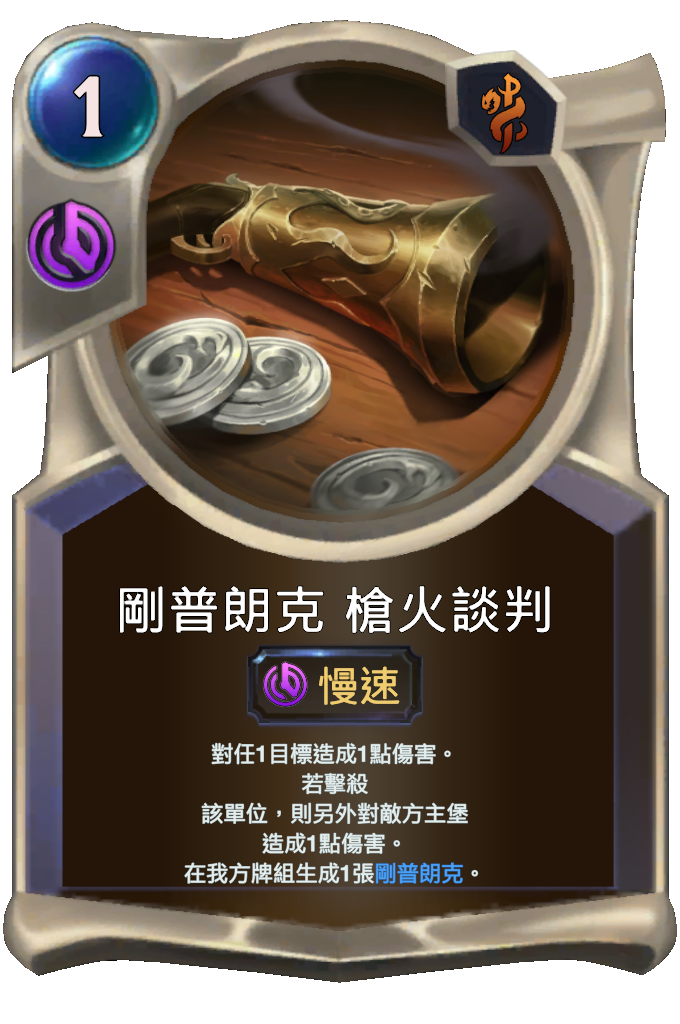 1
剛普朗克 槍火談判
慢速
對任1目標造成1點傷害。
若擊殺
該單位，則另外對敵方主堡
造成1點傷害。
在我方牌組生成1張剛普朗克。